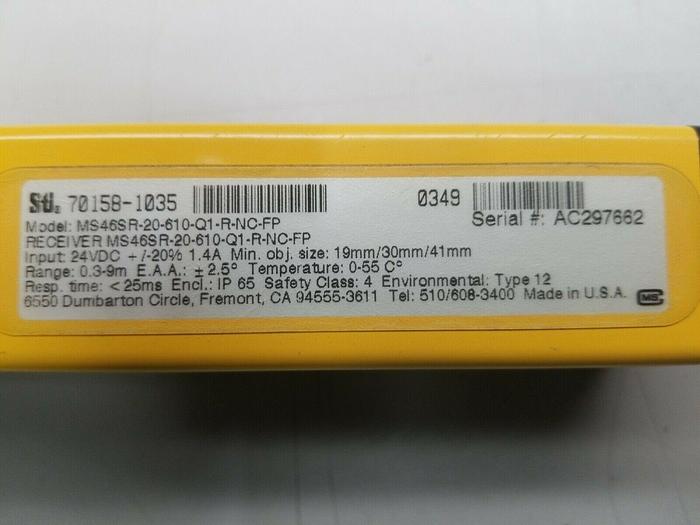 Sti® 70158-1035 0349
Serial #: AC297662
Model: MS46SR-20-610-Q1-R-NC-FP
RECEIVER MS46SR-20-610-Q1-R-NC-FP
Input: 24VDC +/-20% 1.4A Min. obj. size: 19mm/30mm/41mm
Range: 0.3-9m E.A.A.: ±2.5° Temperature: 0-55 C°
Resp. time: <25ms Encl.: IP 65 Safety Class: 4 Environmental: Type 12
6550 Dumbarton Circle, Fremont, CA 94555-3611 Tel: 510/608-3400 Made in U.S.A. MS